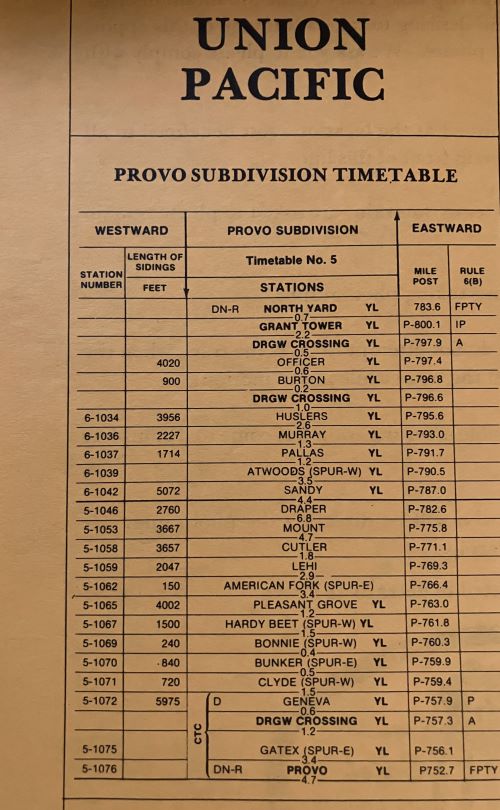 UNION
PACIFIC
PROVO SUBDIVISION TIMETABLE
WESTWARD PROVO SUBDIVISION EASTWARD
STATION NUMBER LENGTH OF SIDINGS FEET Timetable No. 5 STATIONS MILE POST RULE 6(B)
DN-R NORTH YARD YL 783.6 FPTY
0.7
GRANT TOWER YL P-800.1 IP
2.2
DRGW CROSSING YL P-797.9 A
0.5
4020 OFFICER YL P-797.4
0.6
900 BURTON YL P-796.8
0.2
DRGW CROSSING YL P-796.6
1.0
6-1034 3956 HUSLERS YL P-795.6
2.6
6-1036 2227 MURRAY YL P-793.0
1.3
6-1037 1714 PALLAS YL P-791.7
1.2
6-1039 ATWOODS (SPUR-W) YL P-790.5
3.5
6-1042 5072 SANDY YL P-787.0
4.4
5-1046 2760 DRAPER P-782.6
6.8
5-1053 3667 MOUNT P-775.8
4.7
5-1058 3657 CUTLER P-771.1
1.8
5-1059 2047 LEHI P-769.3
2.9
5-1062 150 AMERICAN FORK (SPUR-E) P-766.4
3.4
5-1065 4002 PLEASANT GROVE YL P-763.0
1.2
5-1067 1500 HARDY BEET (SPUR-W) YL P-761.8
1.5
5-1069 240 BONNIE (SPUR-W) YL P-760.3
0.4
5-1070 840 BUNKER (SPUR-E) YL P-759.9
0.5
5-1071 720 CLYDE (SPUR-W) YL P-759.4
1.5
5-1072 5975 D GENEVA YL P-757.9 P
0.6
DRGW CROSSING YL P-757.3 A
1.2
CTC
5-1075 GATEX (SPUR-E) YL P-756.1
3.4
5-1076 DN-R PROVO YL P752.7 FPTY
4.7